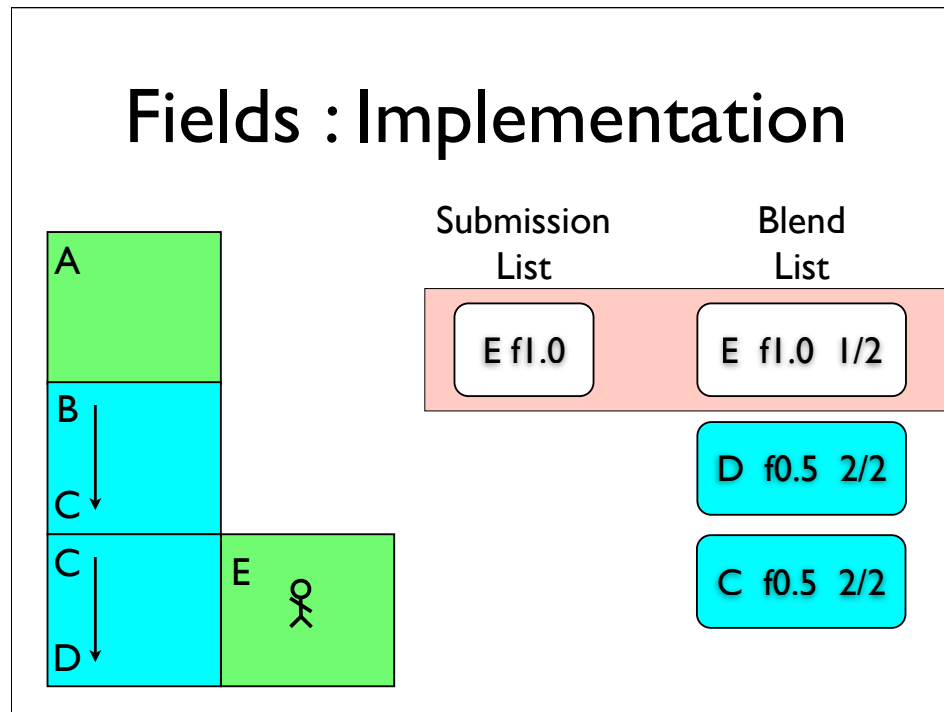 Fields : Implementation
A
B
C
C
D
E
Submission
List
Blend
List
E f1.0
E f1.0 1/2
D f0.5 2/2
C f0.5 2/2